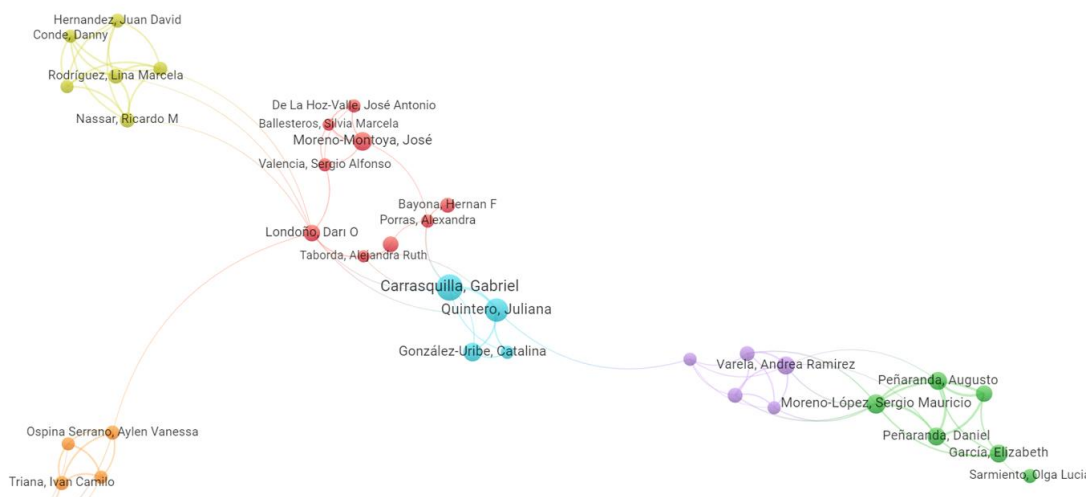 Hernandez, Juan David
Conde, Danny
Rodríguez, Lina Marcela
Nassar, Ricardo M
De La Hoz-Valle, José Antonio
Ballesteros, Silvia Marcela
Moreno-Montoya, José
Valencia, Sergio Alfonso
Bayona, Hernan F
Porras, Alexandra
Londoño, Darı O
Taborda, Alejandra Ruth
Carrasquilla, Gabriel
Quintero, Juliana
González-Uribe, Catalina
Varela, Andrea Ramirez
Peñaranda, Augusto
Moreno-López, Sergio Mauricio
Peñaranda, Daniel
García, Elizabeth
Sarmiento, Olga Lucia
Ospina Serrano, Aylen Vanessa
Triana, Ivan Camilo